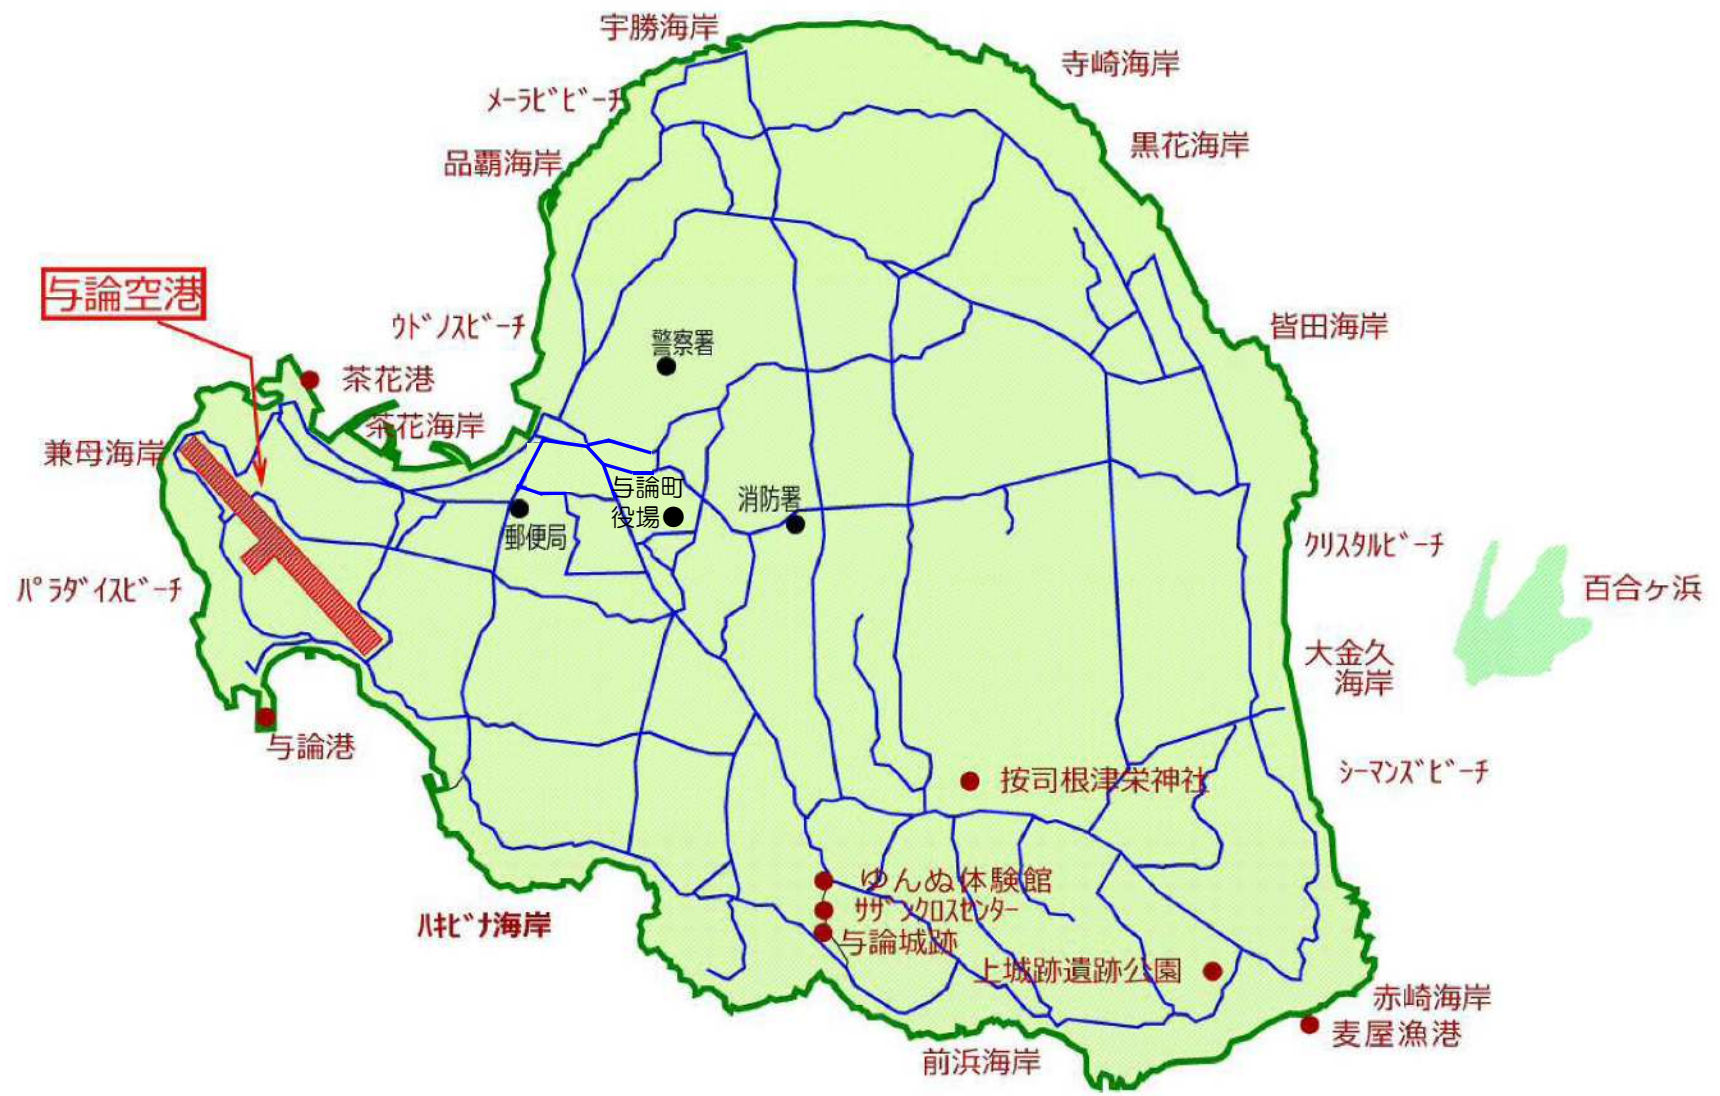 宇勝海岸
寺崎海岸
ﾒｰﾗﾋﾞﾋﾞｰﾁ
黒花海岸
品覇海岸
与論空港
ｳﾄﾞﾉｽﾋﾞｰﾁ
皆田海岸
警察署
茶花港
茶花海岸
兼母海岸
与論町
役場
消防署
郵便局
ｸﾘｽﾀﾙﾋﾞｰﾁ
ﾊﾟﾗﾀﾞｲｽﾋﾞｰﾁ
百合ヶ浜
大金久
海岸
与論港
ｼｰﾏﾝｽﾞﾋﾞｰﾁ
按司根津栄神社
ゆんぬ体験館
ｻｻﾞﾝｸﾛｽｾﾝﾀｰ
ﾊｷﾋﾞﾅ海岸
与論城跡
上城跡遺跡公園
赤崎海岸
麦屋漁港
前浜海岸